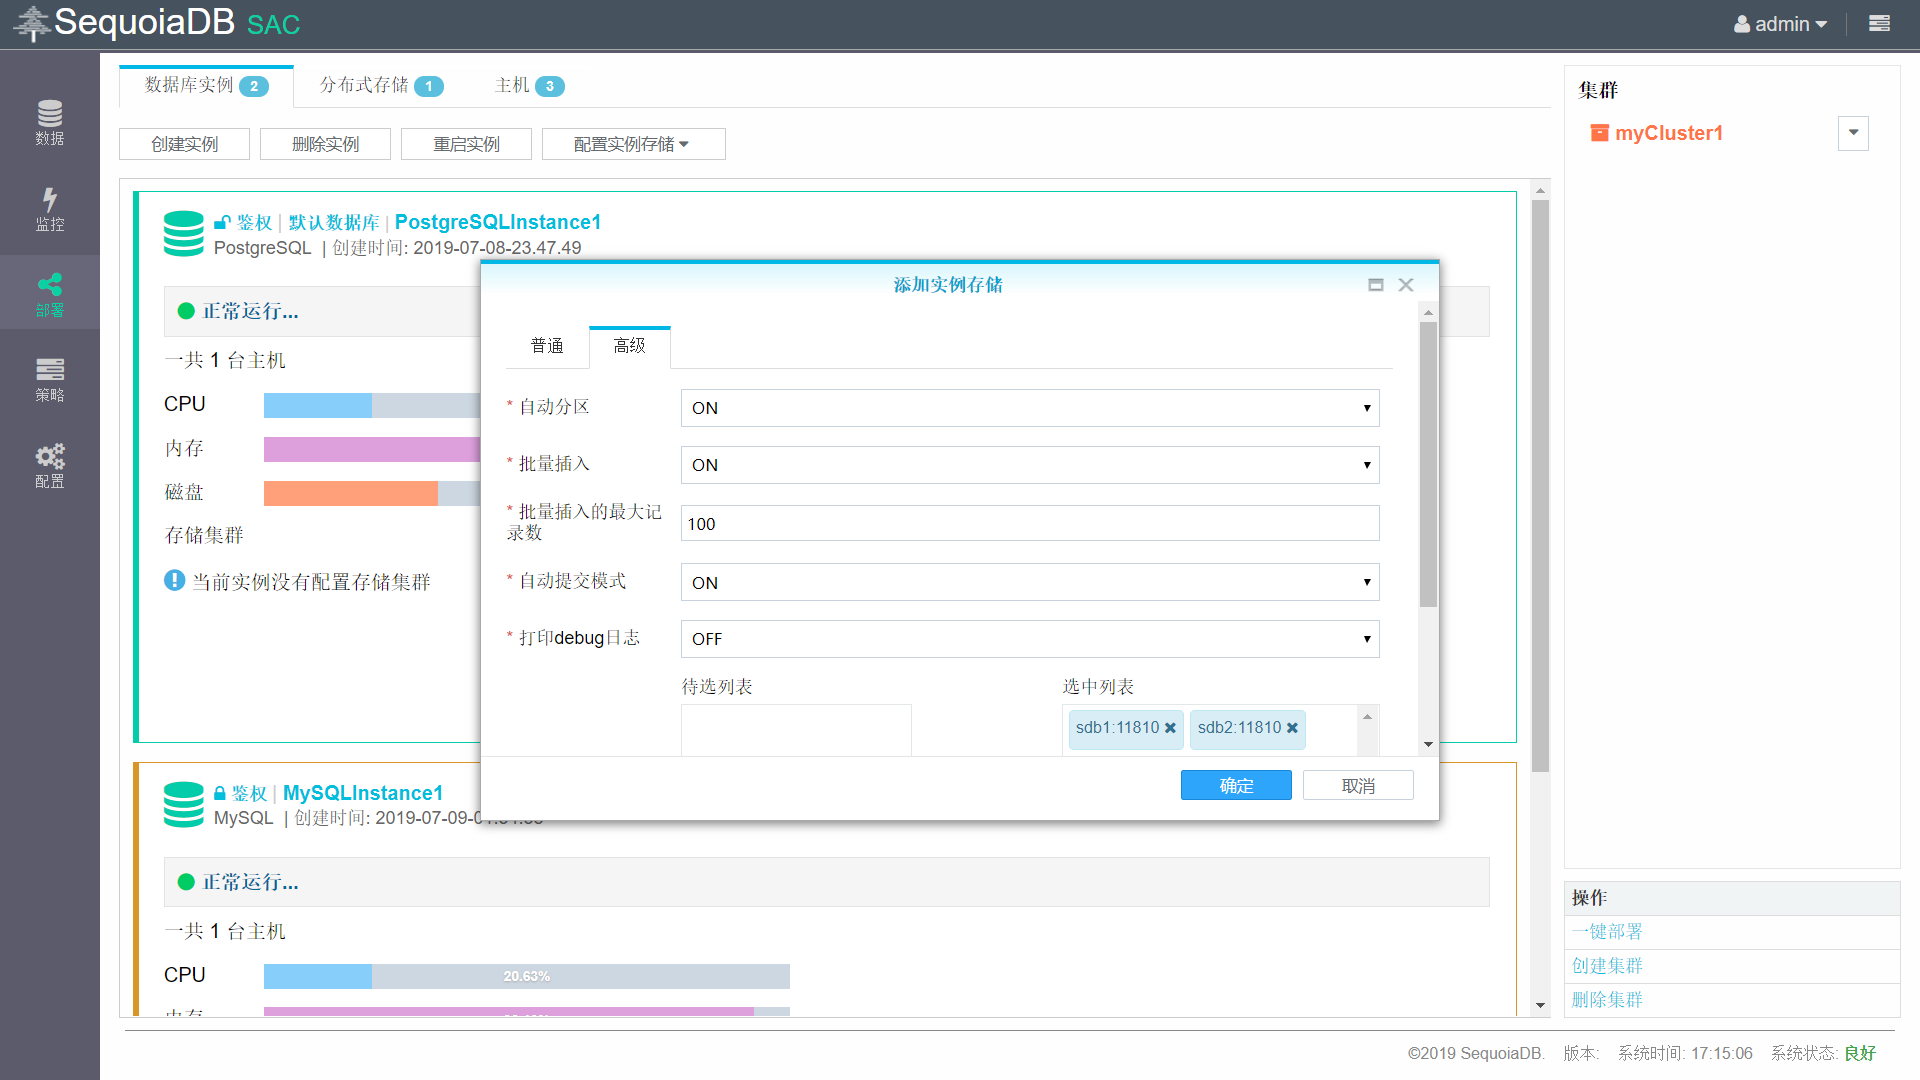 SequoiaDB SAC
admin
数据
监控
部署
策略
配置
数据库实例 2
分布式存储 1
主机 3
创建实例
删除实例
重启实例
配置实例存储
鉴权 | 默认数据库 | PostgreSQLInstance1
PostgreSQL | 创建时间: 2019-07-08-23.47.49
正常运行...
一共 1 台主机
CPU
内存
磁盘
存储集群
当前实例没有配置存储集群
添加实例存储
普通
高级
* 自动分区
ON
* 批量插入
ON
* 批量插入的最大记录数
100
* 自动提交模式
ON
* 打印debug日志
OFF
待选列表
选中列表
sdb1:11810
sdb2:11810
确定
取消
鉴权 | MySQLInstance1
MySQL | 创建时间: 2019-07-09-
正常运行...
一共 1 台主机
CPU
20.63%
内存
集群
myCluster1
操作
一键部署
创建集群
删除集群
©2019 SequoiaDB. 版本: 系统时间: 17:15:06 系统状态: 良好